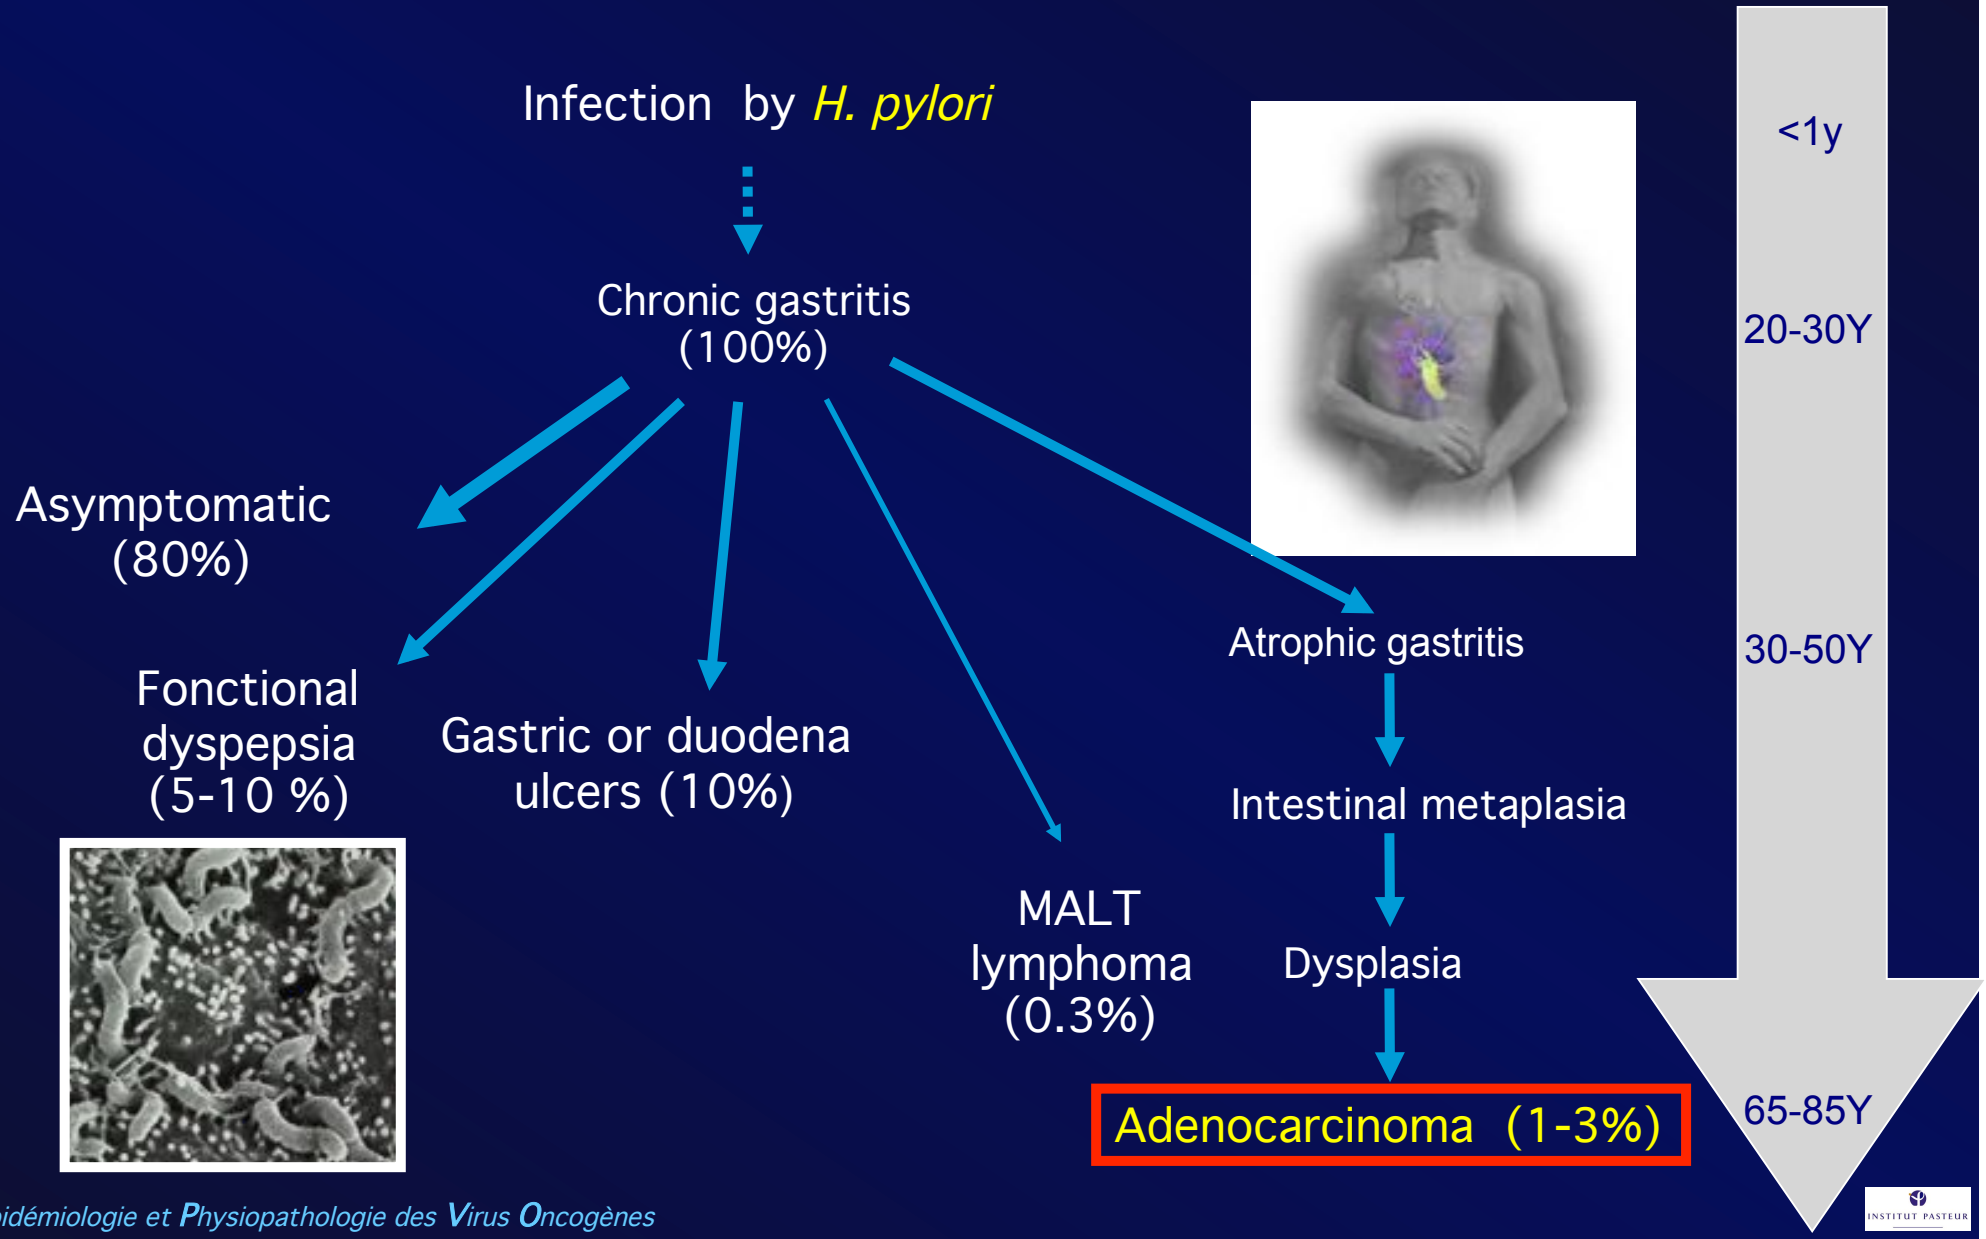 Infection by H. pylori
<1y
Chronic gastritis
(100%)
20-30Y
Asymptomatic
(80%)
Atrophic gastritis
30-50Y
Fonctional
dyspepsia
(5-10 %)
Gastric or duodena
ulcers (10%)
Intestinal metaplasia
MALT
lymphoma
(0.3%)
Dysplasia
Adenocarcinoma (1-3%)
65-85Y
idémiologie et Physiopathologie des Virus Oncogènes
INSTITUT PASTEUR